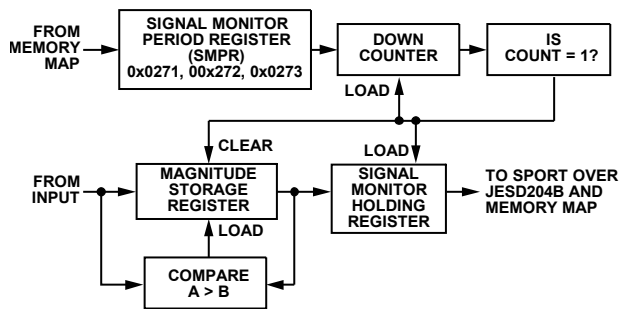 FROM
MEMORY
MAP
SIGNAL MONITOR
PERIOD REGISTER
(SMPR)
0x0271, 00x272, 0x0273
DOWN
COUNTER
IS
COUNT = 1?
LOAD
CLEAR
LOAD
FROM
INPUT
MAGNITUDE
STORAGE
REGISTER
SIGNAL
MONITOR
HOLDING
REGISTER
TO SPORT OVER
JESD204B AND
MEMORY MAP
LOAD
COMPARE
A > B